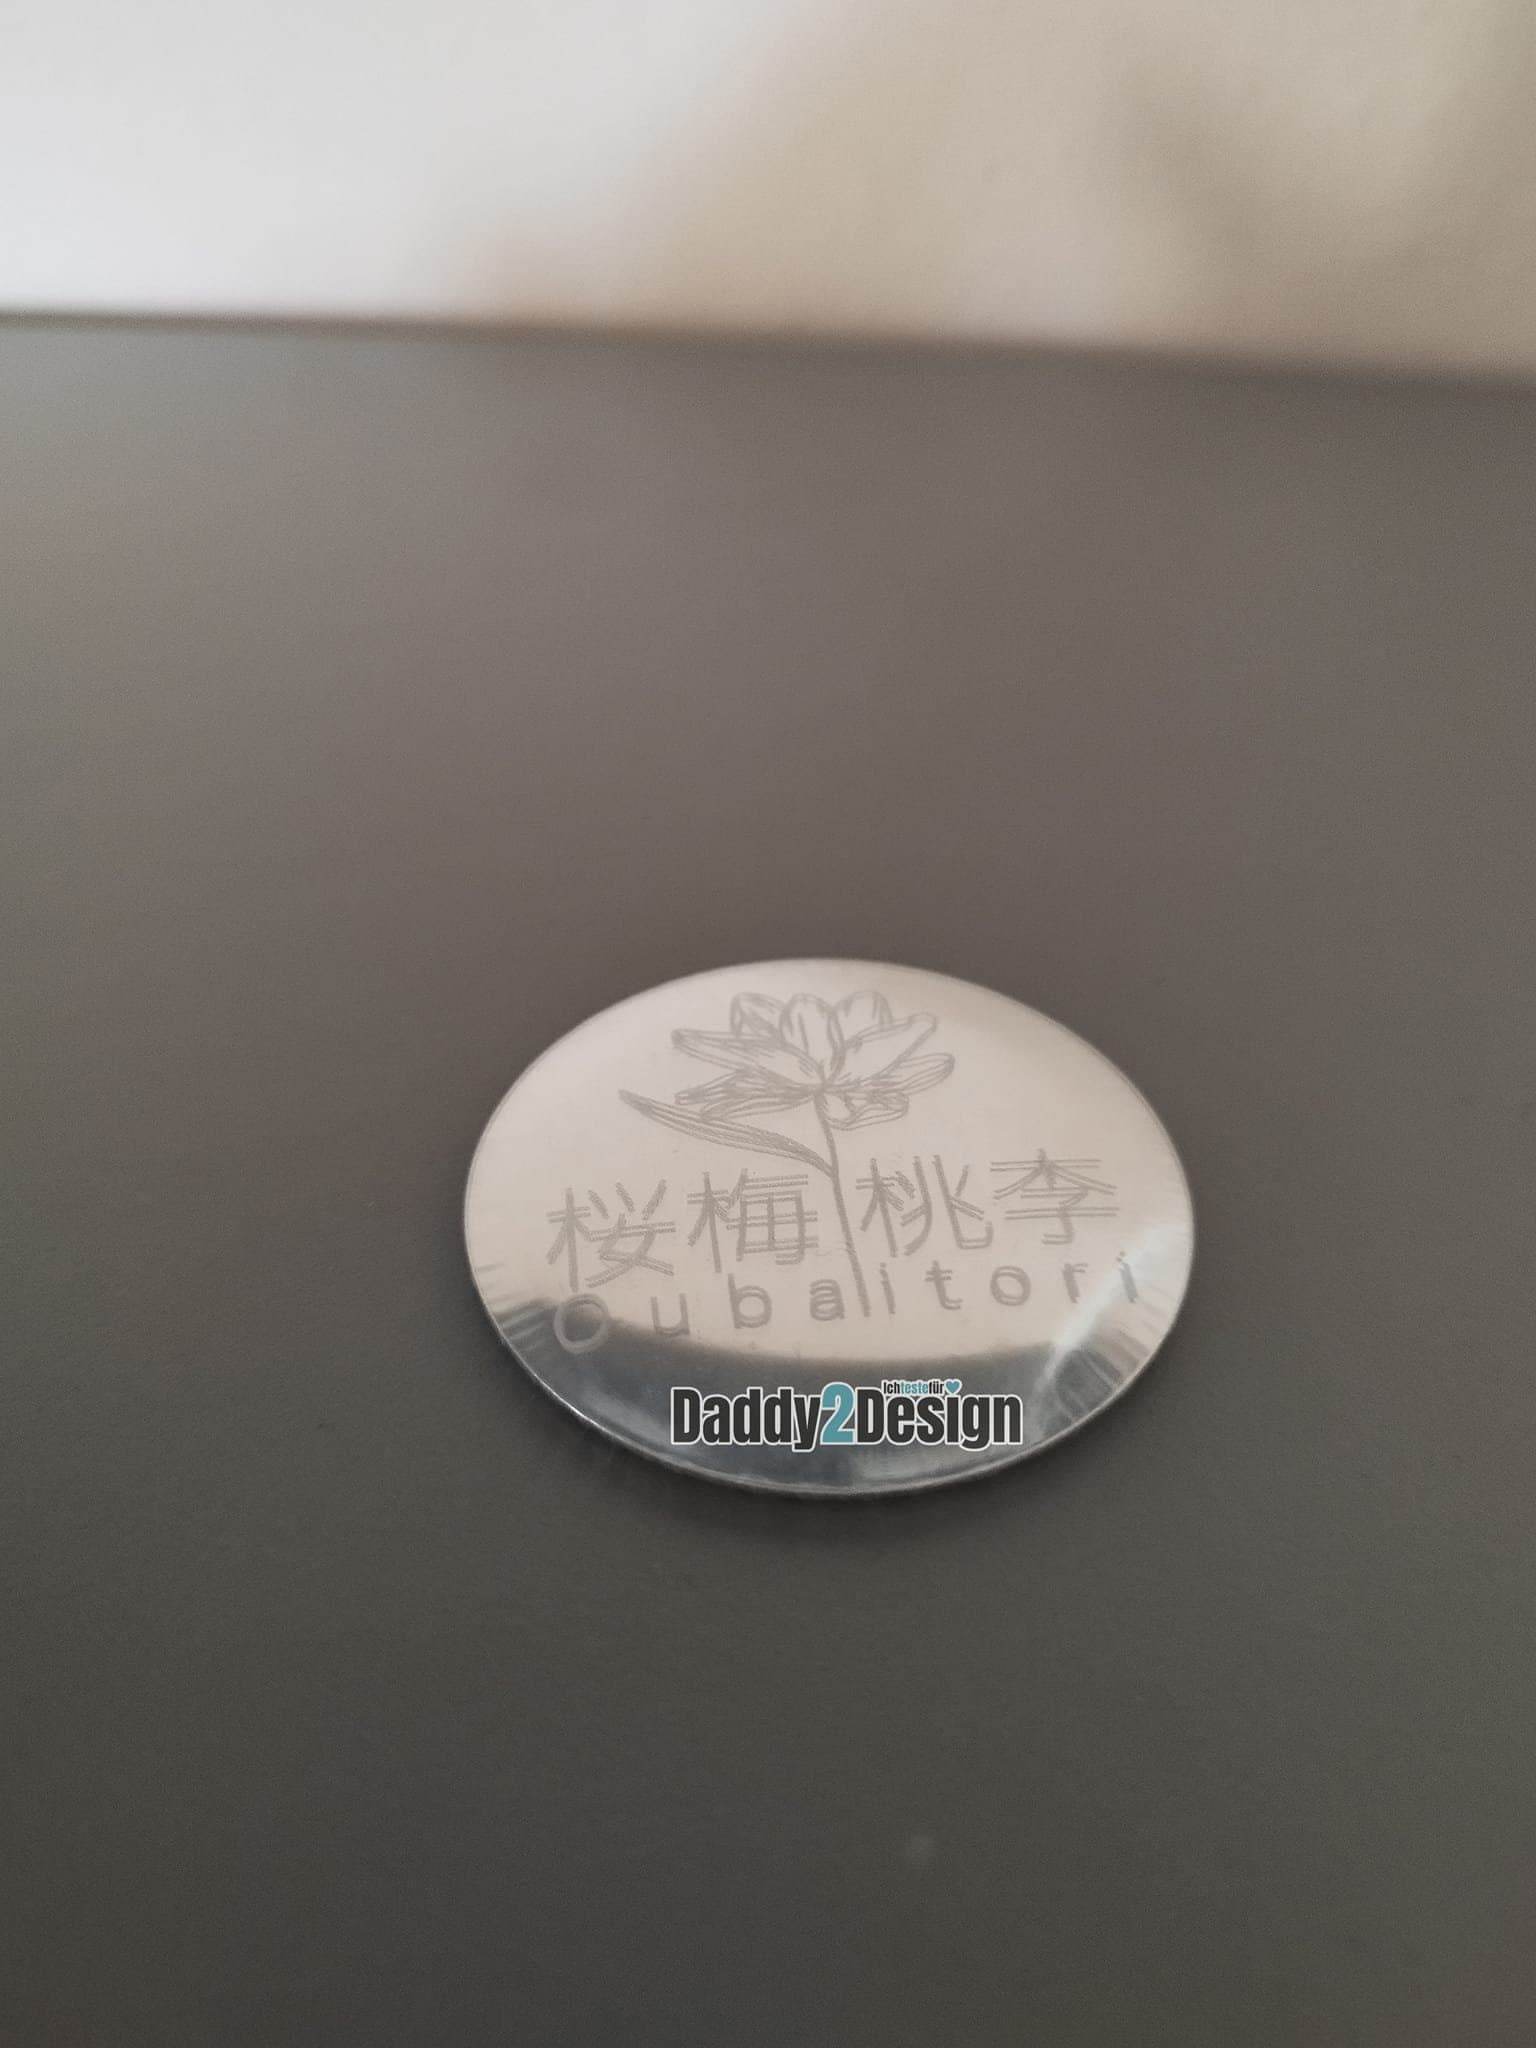 桜梅桃李
Oubaitori
Ichtestefür
Daddy2Design